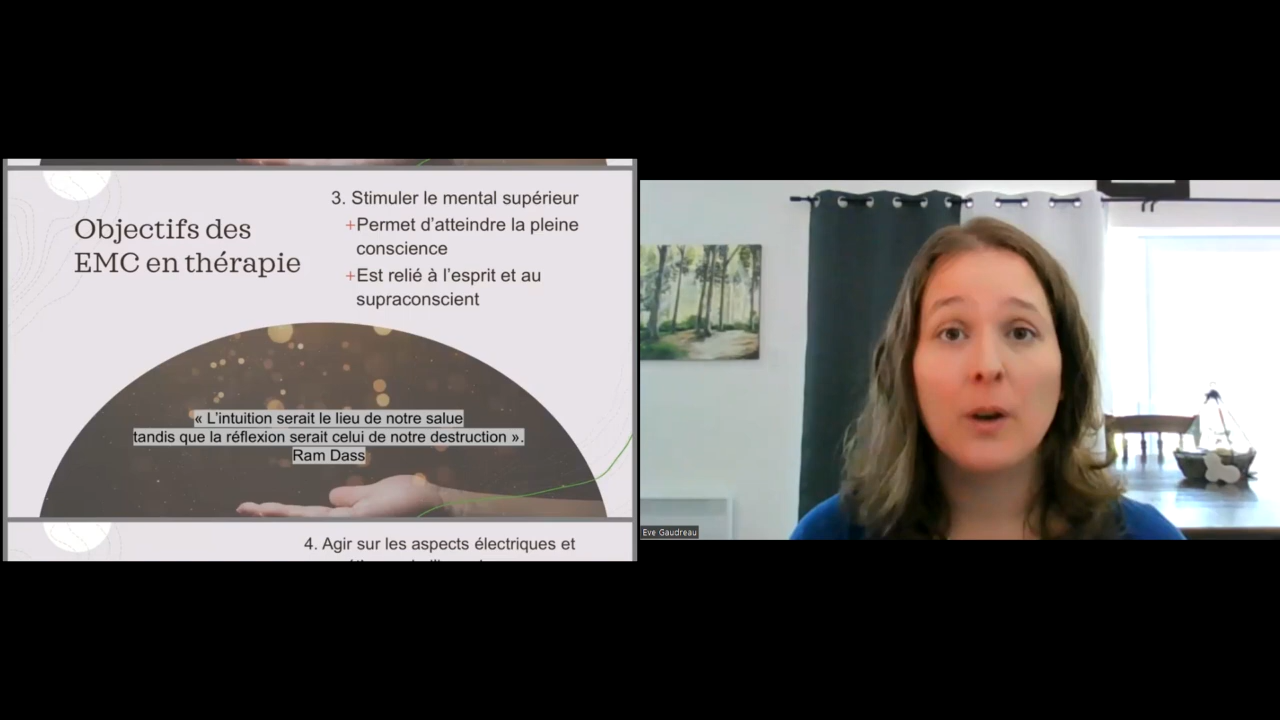 Objectifs des
EMC en thérapie
3. Stimuler le mental supérieur
+Permet d’atteindre la pleine
conscience
+Est relié à l’esprit et au
supraconscient
« L’intuition serait le lieu de notre salue
tandis que la réflexion serait celui de notre destruction ».
Ram Dass
4. Agir sur les aspects électriques et
Eve Gaudreau